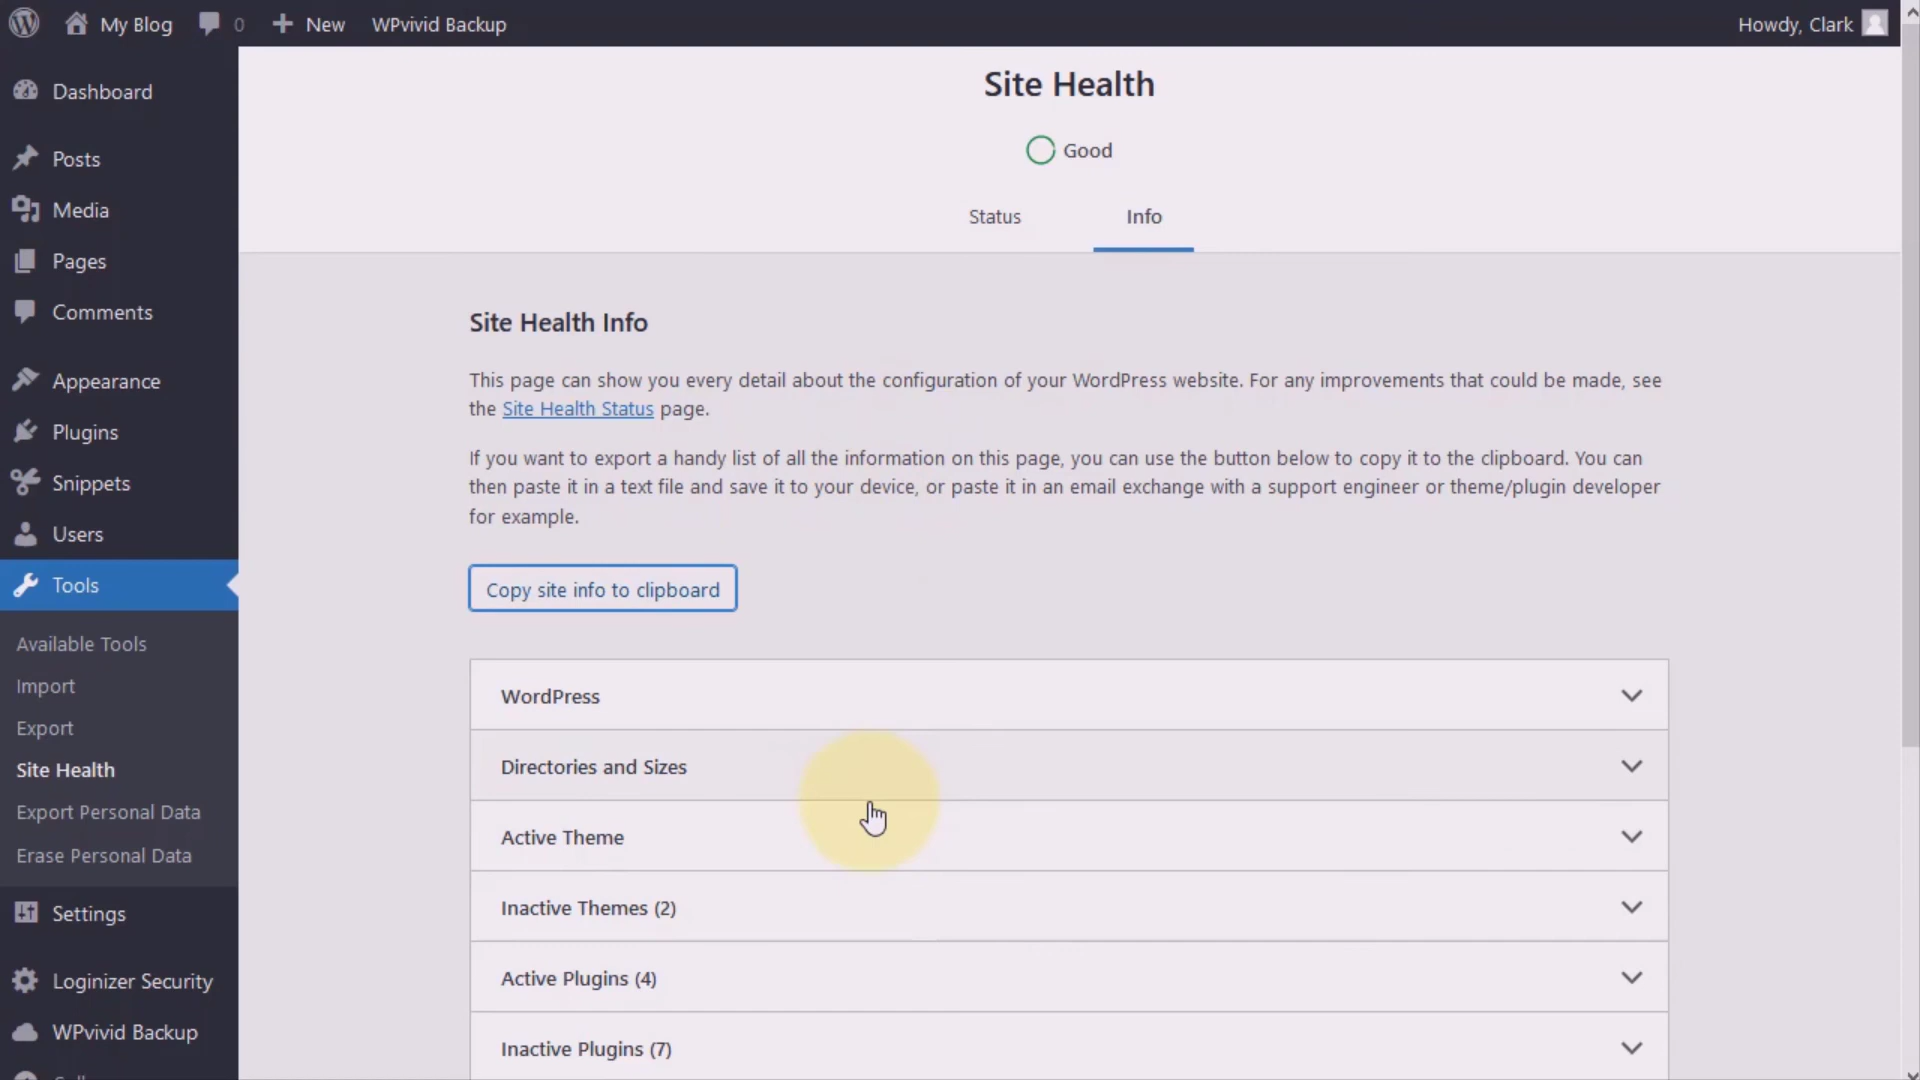 My Blog
0
New
WPvivid Backup
Howdy, Clark
Dashboard
Posts
Media
Pages
Comments
Appearance
Plugins
Snippets
Users
Tools
Available Tools
Import
Export
Site Health
Export Personal Data
Erase Personal Data
Settings
Loginizer Security
WPvivid Backup
Site Health
Good
Status
Info
Site Health Info
This page can show you every detail about the configuration of your WordPress website. For any improvements that could be made, see
the Site Health Status page.
If you want to export a handy list of all the information on this page, you can use the button below to copy it to the clipboard. You can
then paste it in a text file and save it to your device, or paste it in an email exchange with a support engineer or theme/plugin developer
for example.
Copy site info to clipboard
WordPress
Directories and Sizes
Active Theme
Inactive Themes (2)
Active Plugins (4)
Inactive Plugins (7)